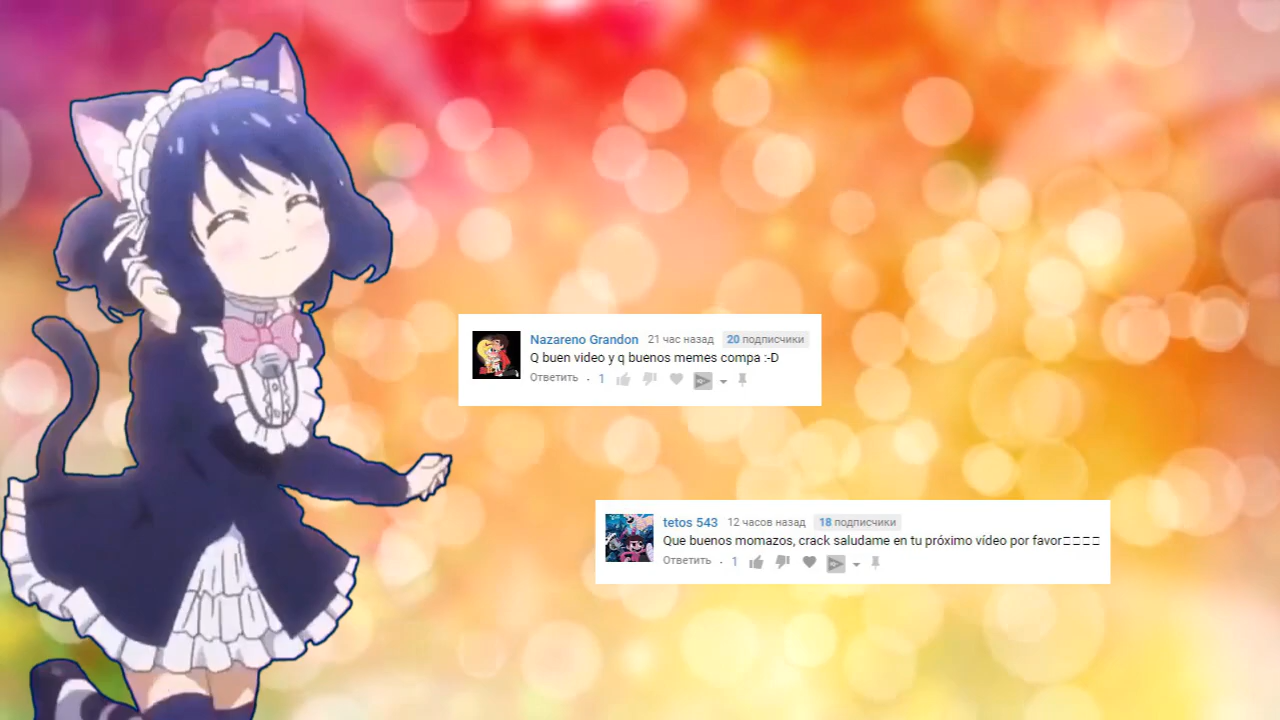 Nazareno Grandon 21 час назад 20 подписчики
Q buen video y q buenos memes compa :-D
Ответить · 1
tetos 543 12 часов назад 18 подписчики
Que buenos momazos, crack saludame en tu próximo vídeo por favor□□□□
Ответить · 1